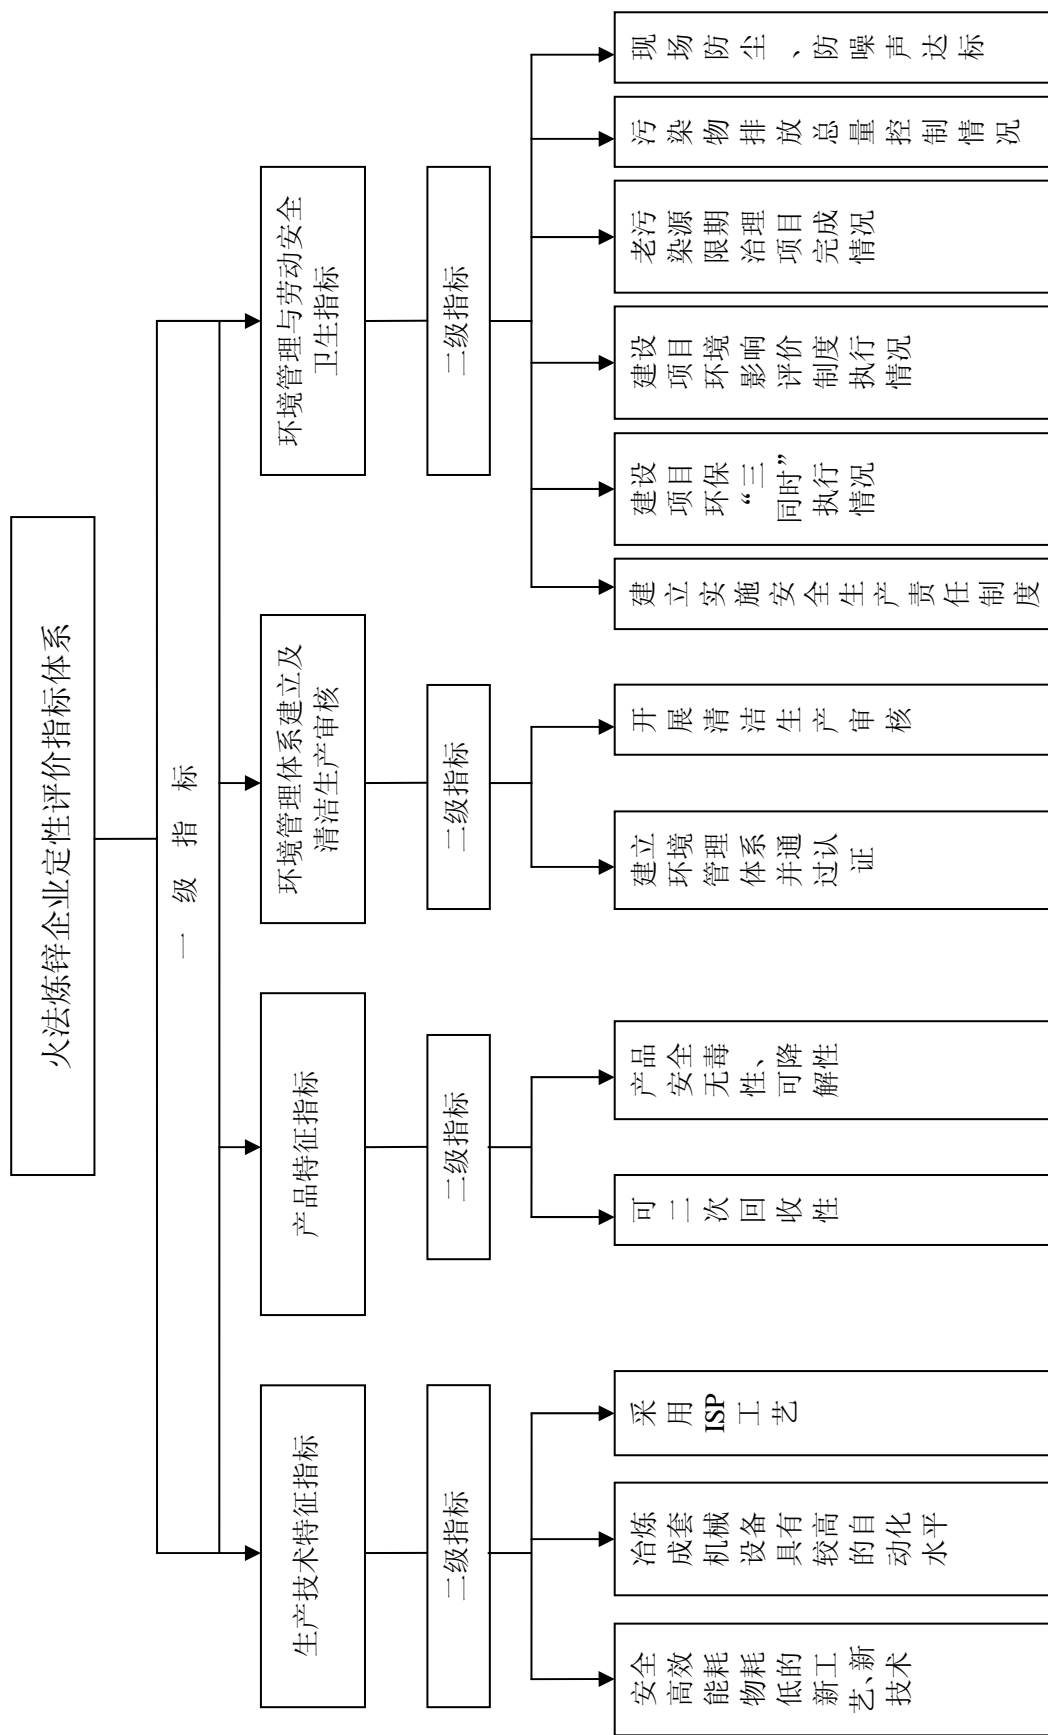 火法炼锌企业定性评价指标体系
一 级 指 标
生产技术特征指标
产品特征指标
环境管理体系建立及
清洁生产审核
环境管理与劳动安全
卫生指标
二级指标
二级指标
二级指标
二级指标
安全
高效
能耗
物耗
低的
新工
艺、新
技术
冶炼
成套
机械
设备
具有
较高
的自
动化
水平
采
用
ISP
工
艺
可
二
次
回
收
性
产品
安全
无毒
性、可降
解性
建立
环境
管理
体系
并通
过认
证
开
展
清
洁
生
产
审
核
建
立
实
施
安
全
生
产
责
任
制
度
建设
项目
环保
“三
同时”
执行
情况
建设
项目
环境
影响
评价
制度
执行
情况
老污
染源
限期
治理
项目
完成
情况
污
染
物
排
放
总
量
控
制
情
况
现
场
防
尘
、
防
噪
声
达
标